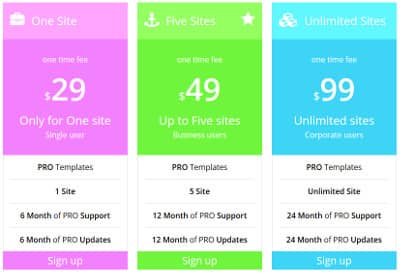 One Site
one time fee
$29
Only for One site
Single user
PRO Templates
1 Site
6 Month of PRO Support
6 Month of PRO Updates
Sign up
Five Sites
one time fee
$49
Up to Five sites
Business users
PRO Templates
5 Site
12 Month of PRO Support
12 Month of PRO Updates
Sign up
Unlimited Sites
one time fee
$99
Unlimited sites
Corporate users
PRO Templates
Unlimited Site
24 Month of PRO Support
24 Month of PRO Updates
Sign up